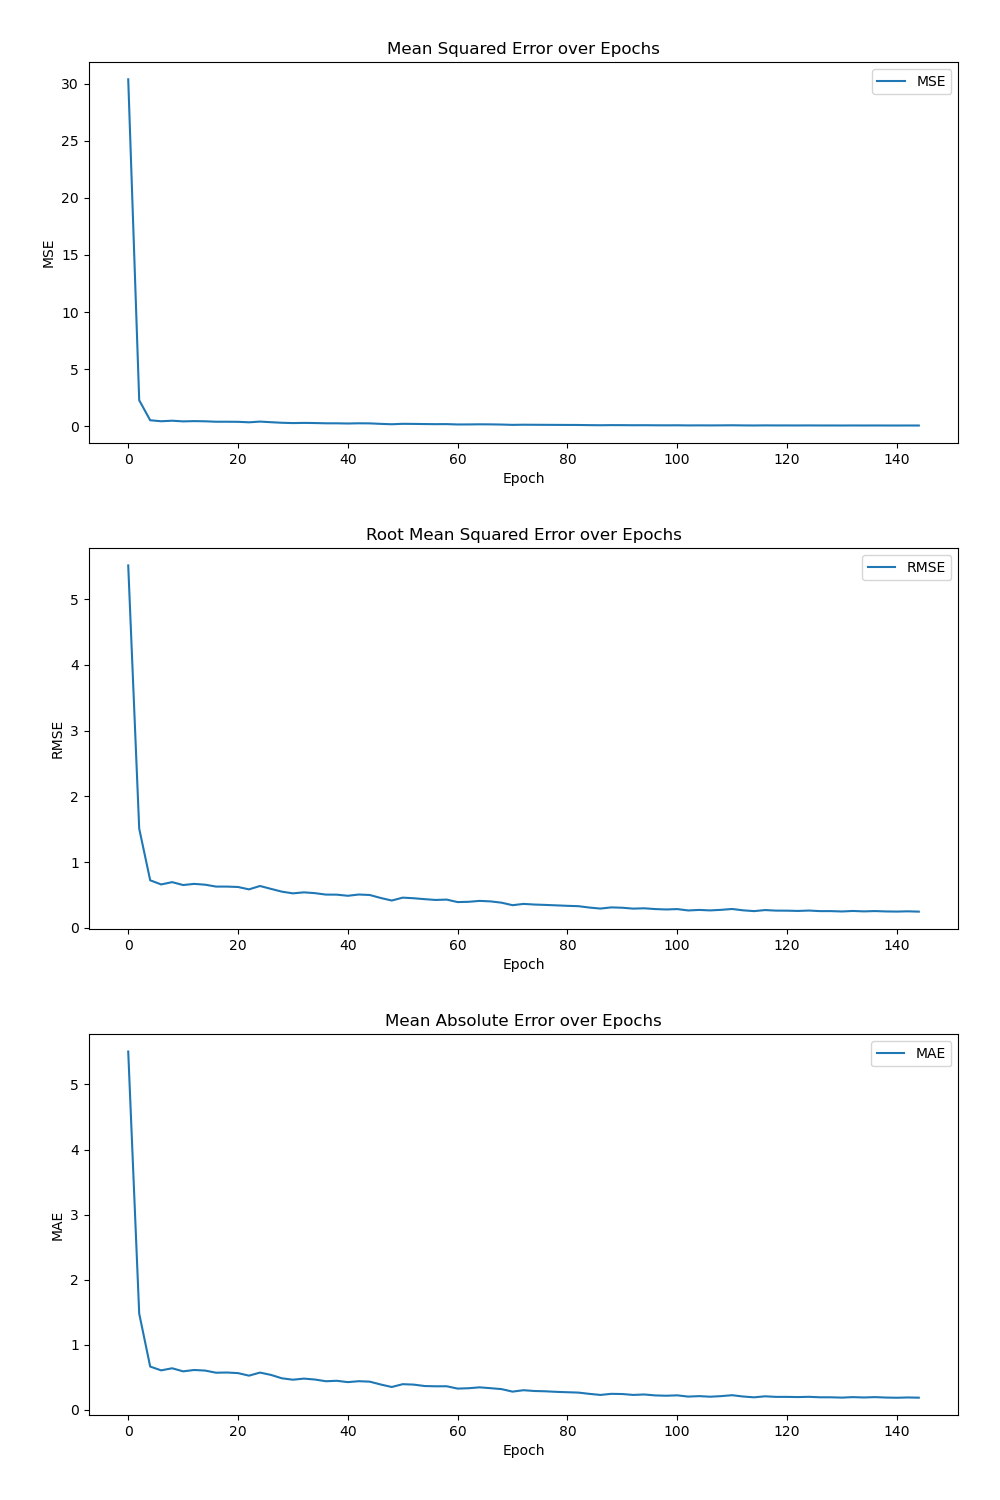 Mean Squared Error over Epochs
MSE
30
25
20
15
10
5
0
MSE
0 20 40 60 80 100 120 140
Epoch
Root Mean Squared Error over Epochs
RMSE
5
4
3
2
1
0
RMSE
0 20 40 60 80 100 120 140
Epoch
Mean Absolute Error over Epochs
MAE
5
4
3
2
1
0
MAE
0 20 40 60 80 100 120 140
Epoch